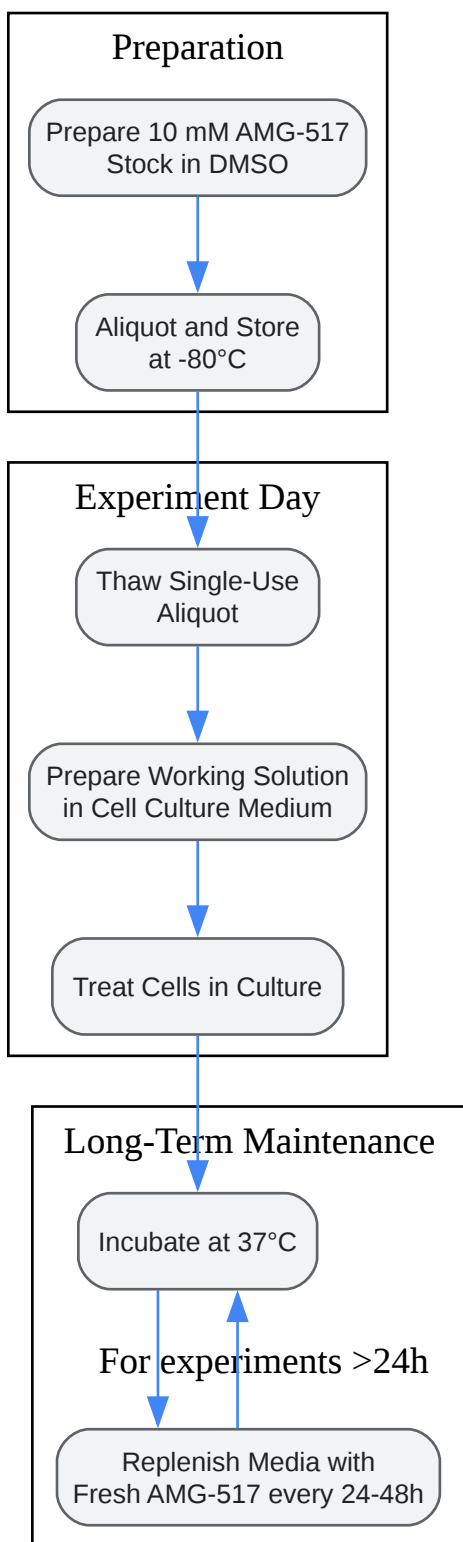 Preparation
Prepare 10 mM AMG-517
Stock in DMSO
Aliquot and Store
at -80°C
Experiment Day
Thaw Single-Use
Aliquot
Prepare Working Solution
in Cell Culture Medium
Treat Cells in Culture
Long-Term Maintenance
Incubate at 37°C
For experiments >24h
Replenish Media with
Fresh AMG-517 every 24-48h